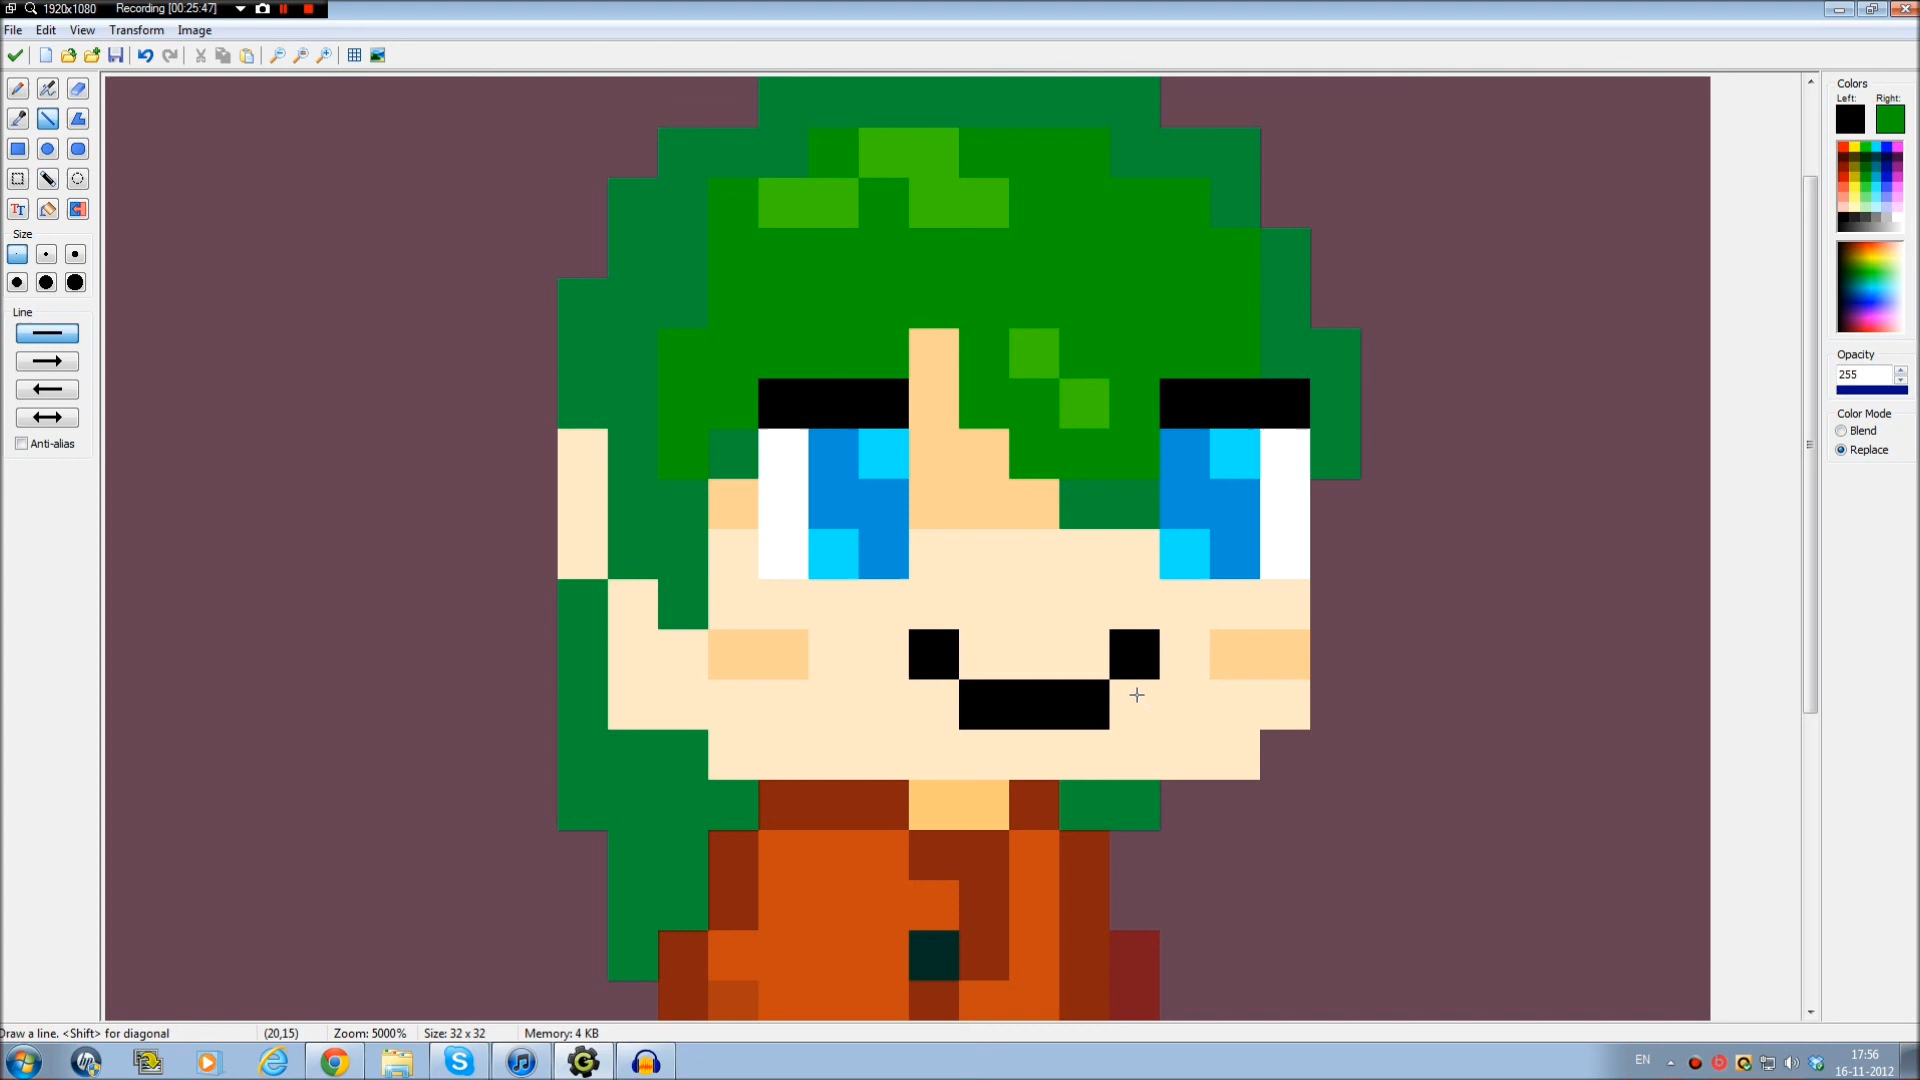 1920x1080 Recording [00:25:47]
File Edit View Transform Image
Colors
Left: Right:
TT
Size
Line
Anti-alias
Opacity
255
Color Mode
Blend
Replace
Draw a line. <Shift> for diagonal (20,15) Zoom: 5000% Size: 32 x 32 Memory: 4 KB
hp
e
S
G
EN
17:56
16-11-2012